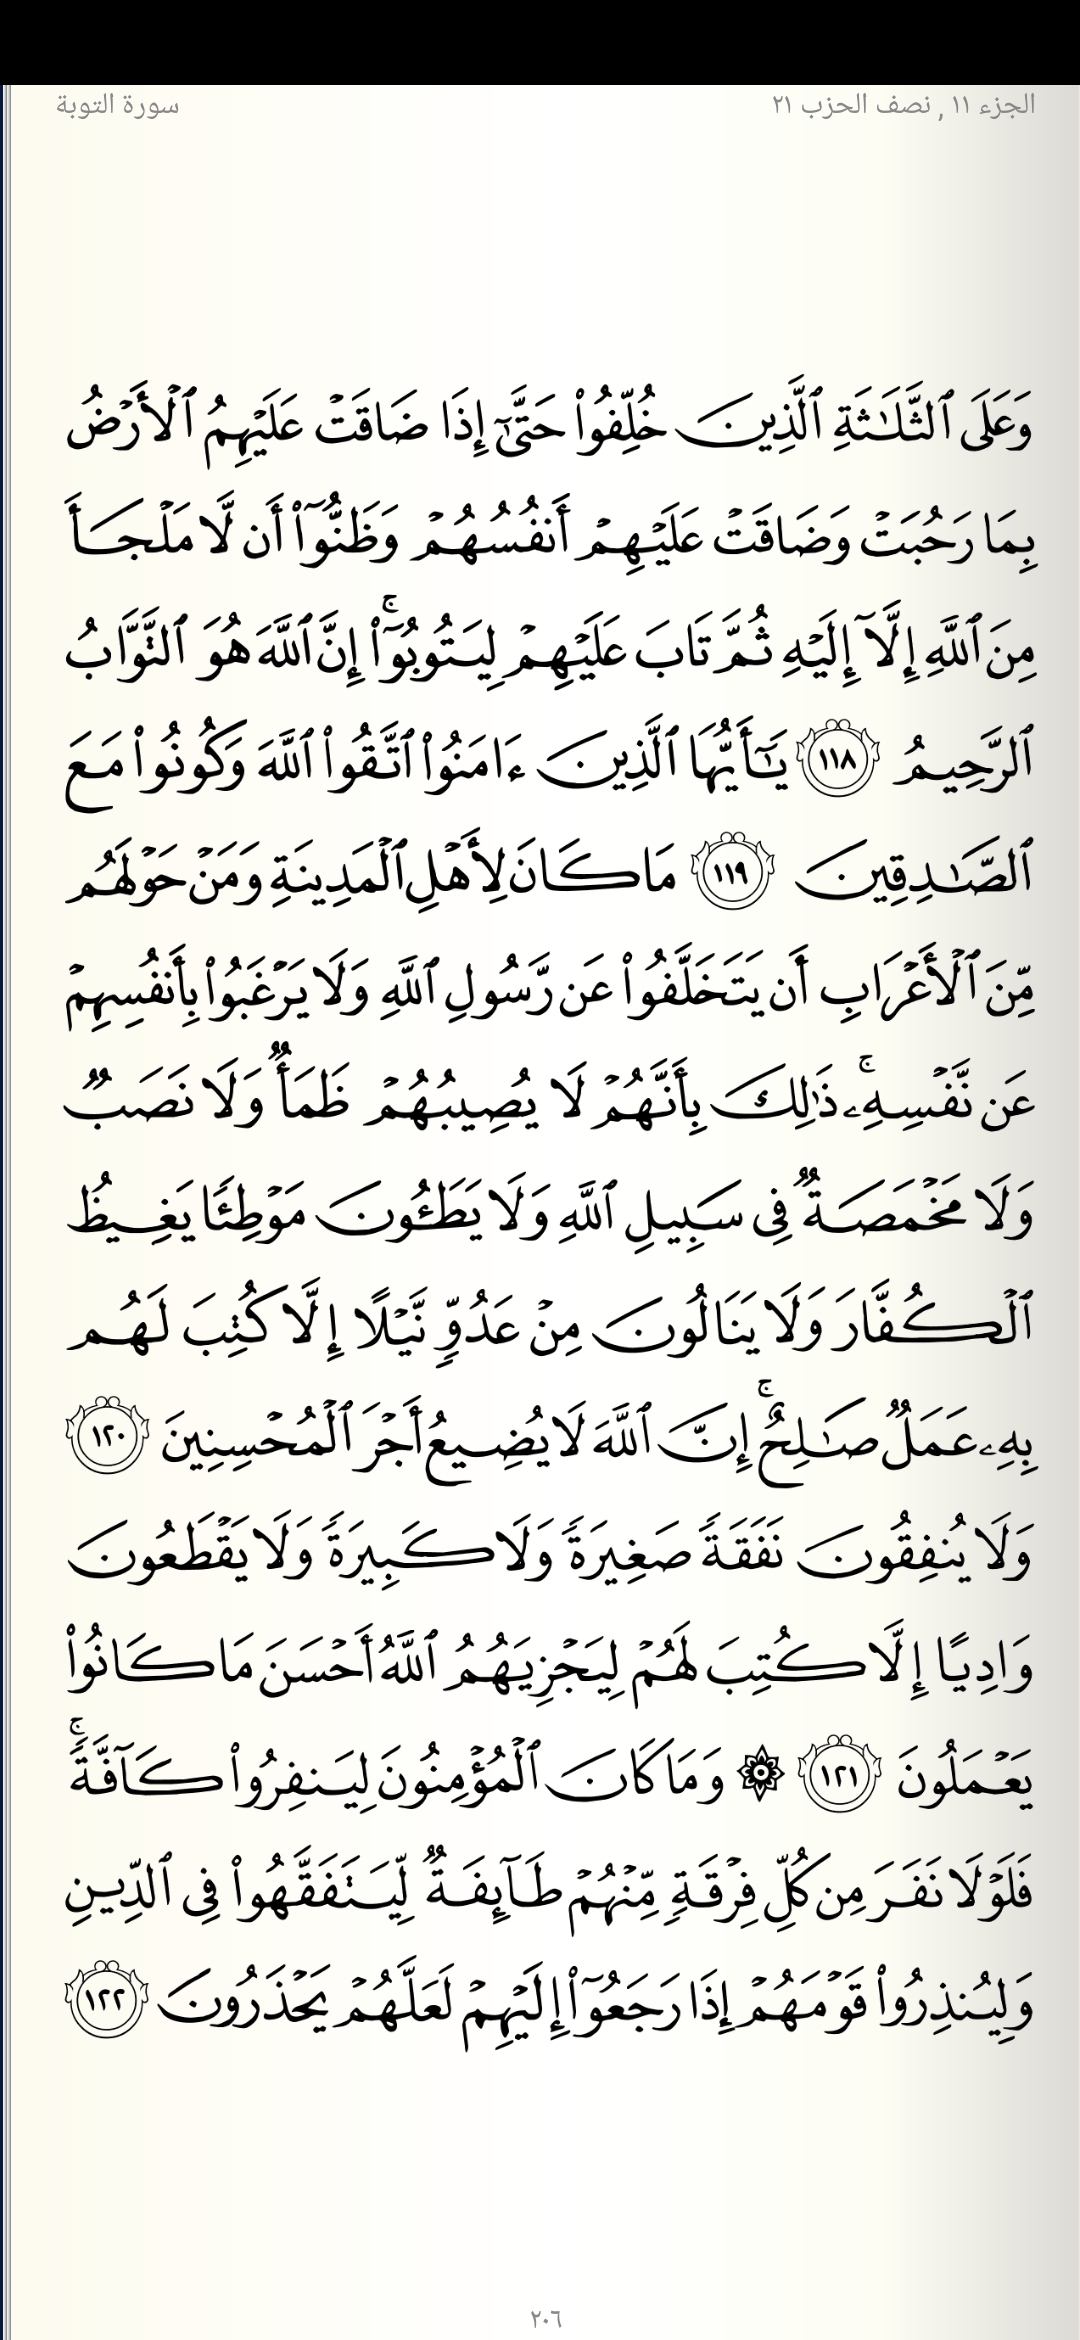 الجزء ١١ , نصف الحزب ٢١
سورة التوبة
وَعَلَى ٱلثَّلَـٰثَةِ ٱلَّذِينَ خُلِّفُوا۟ حَتَّىٰٓ إِذَا ضَاقَتْ عَلَيْهِمُ ٱلْأَرْضُ
بِمَا رَحُبَتْ وَضَاقَتْ عَلَيْهِمْ أَنفُسُهُمْ وَظَنُّوٓا۟ أَن لَّا مَلْجَأَ
مِنَ ٱللَّهِ إِلَّآ إِلَيْهِ ثُمَّ تَابَ عَلَيْهِمْ لِيَتُوبُوٓا۟ ۚ إِنَّ ٱللَّهَ هُوَ ٱلتَّوَّابُ
ٱلرَّحِيمُ ١١٨ يَـٰٓأَيُّهَا ٱلَّذِينَ ءَامَنُوا۟ ٱتَّقُوا۟ ٱللَّهَ وَكُونُوا۟ مَعَ
ٱلصَّـٰدِقِينَ ١١٩ مَا كَانَ لِأَهْلِ ٱلْمَدِينَةِ وَمَنْ حَوْلَهُم
مِّنَ ٱلْأَعْرَابِ أَن يَتَخَلَّفُوا۟ عَن رَّسُولِ ٱللَّهِ وَلَا يَرْغَبُوا۟ بِأَنفُسِهِمْ
عَن نَّفْسِهِۦ ۚ ذَٰلِكَ بِأَنَّهُمْ لَا يُصِيبُهُمْ ظَمَأٌ وَلَا نَصَبٌ
وَلَا مَخْمَصَةٌ فِى سَبِيلِ ٱللَّهِ وَلَا يَطَـُٔونَ مَوْطِئًا يَغِيظُ
ٱلْكُفَّارَ وَلَا يَنَالُونَ مِنْ عَدُوٍّ نَّيْلًا إِلَّا كُتِبَ لَهُم
بِهِۦ عَمَلٌ صَـٰلِحٌ ۚ إِنَّ ٱللَّهَ لَا يُضِيعُ أَجْرَ ٱلْمُحْسِنِينَ ١٢٠
وَلَا يُنفِقُونَ نَفَقَةً صَغِيرَةً وَلَا كَبِيرَةً وَلَا يَقْطَعُونَ
وَادِيًا إِلَّا كُتِبَ لَهُمْ لِيَجْزِيَهُمُ ٱللَّهُ أَحْسَنَ مَا كَانُوا۟
يَعْمَلُونَ ١٢١ ۞ وَمَا كَانَ ٱلْمُؤْمِنُونَ لِيَنفِرُوا۟ كَآفَّةً ۚ
فَلَوْلَا نَفَرَ مِن كُلِّ فِرْقَةٍ مِّنْهُمْ طَآئِفَةٌ لِّيَتَفَقَّهُوا۟ فِى ٱلدِّينِ
وَلِيُنذِرُوا۟ قَوْمَهُمْ إِذَا رَجَعُوٓا۟ إِلَيْهِمْ لَعَلَّهُمْ يَحْذَرُونَ ١٢٢
٢٠٦